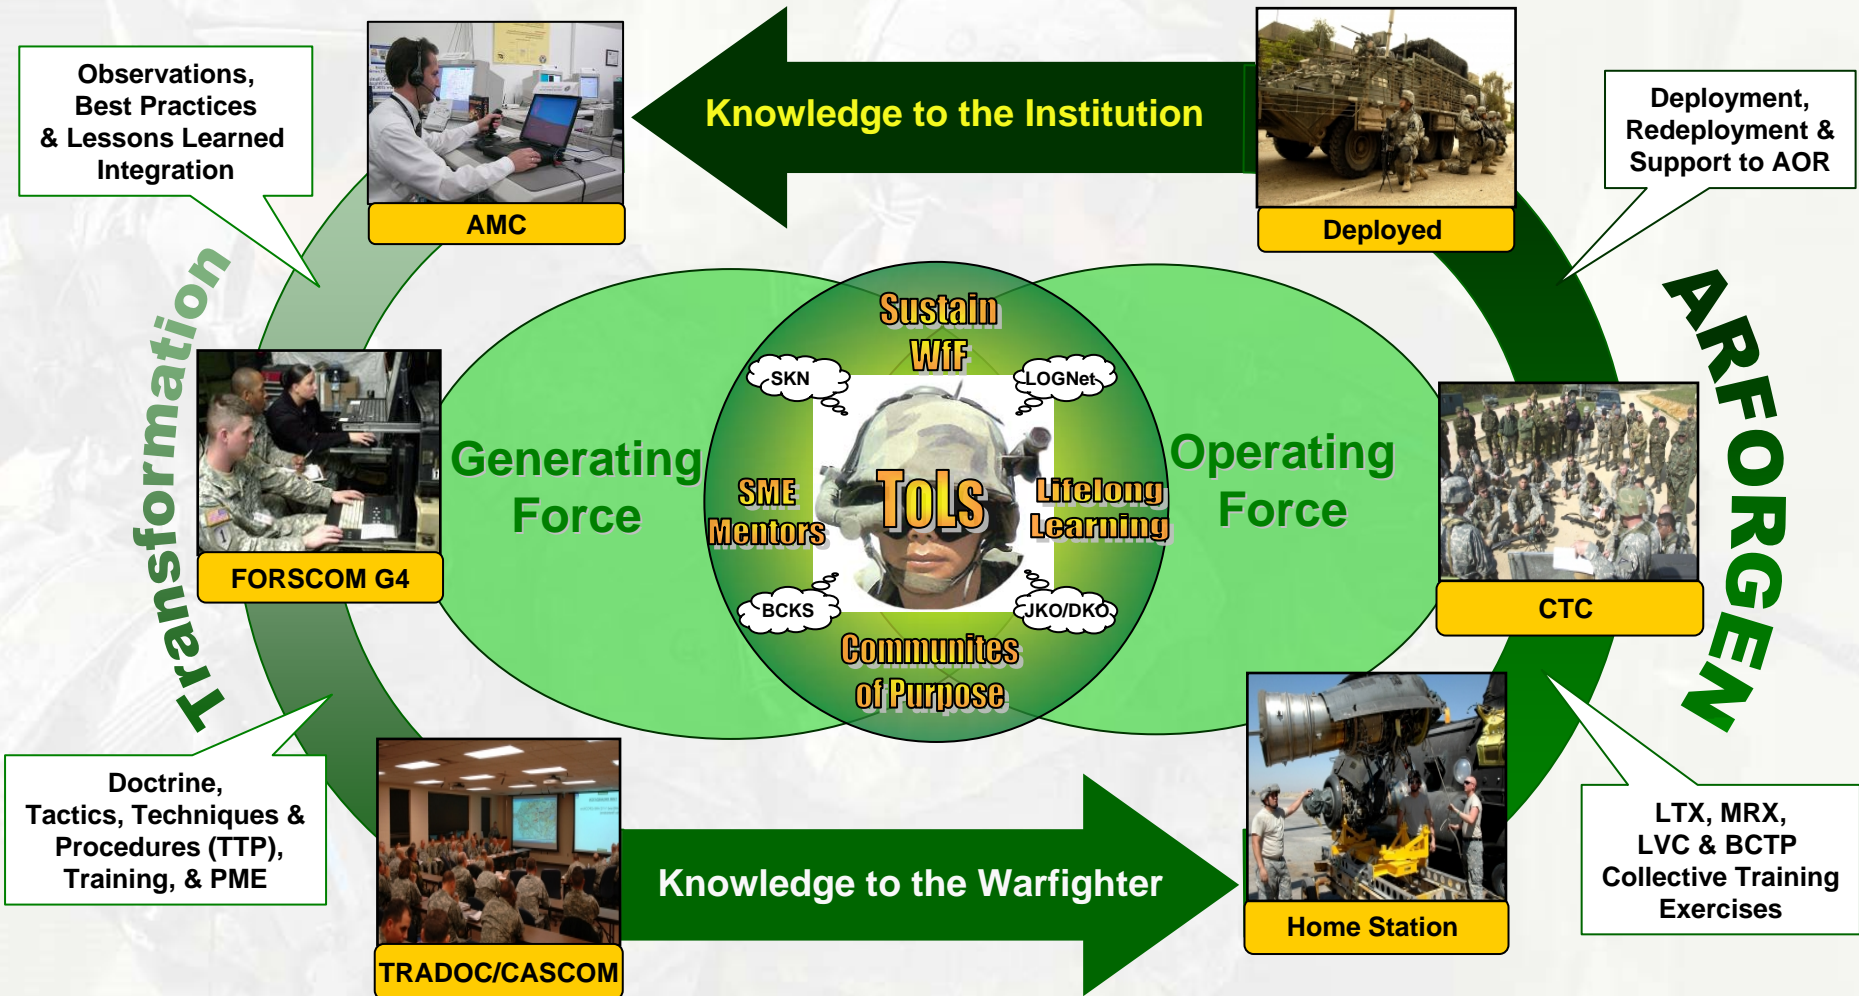 Observations,
Best Practices
& Lessons Learned
Integration
AMC
Knowledge to the Institution
Deployed
Deployment,
Redeployment &
Support to AOR
Transformation
ARFORGEN
Sustain
WfF
SKN
LOGNet
Generating
Force
SME
Mentors
ToLs
Lifelong
Learning
Operating
Force
FORSCOM G4
CTC
BCKS
JKO/DKO
Communites
of Purpose
Doctrine,
Tactics, Techniques &
Procedures (TTP),
Training, & PME
TRADOC/CASCOM
Knowledge to the Warfighter
Home Station
LTX, MRX,
LVC & BCTP
Collective Training
Exercises